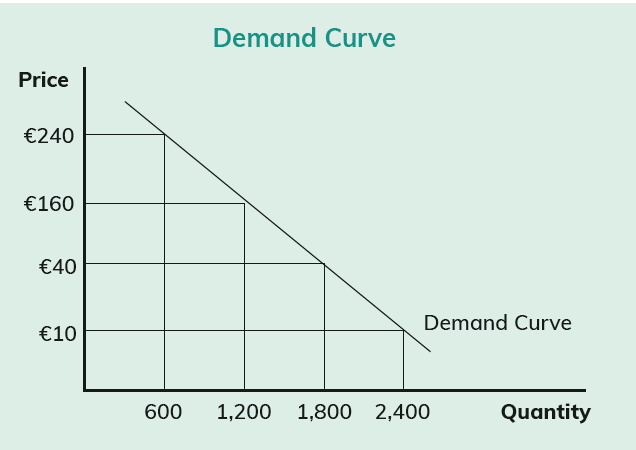 Demand Curve
Price
€240
€160
€40
€10
Demand Curve
600 1,200 1,800 2,400 Quantity